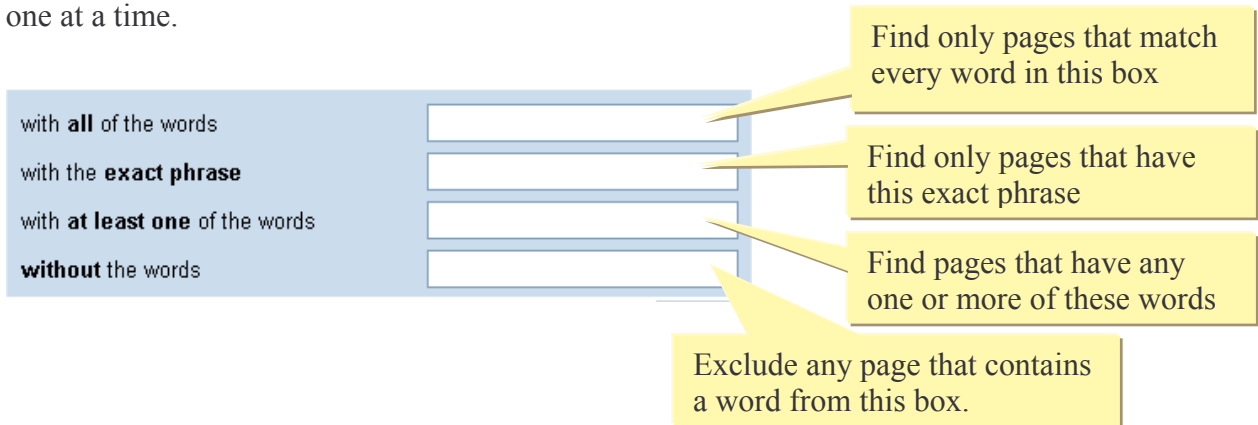 one at a time.
Find only pages that match
every word in this box
with all of the words
with the exact phrase
Find only pages that have
this exact phrase
with at least one of the words
without the words
Find pages that have any
one or more of these words
Exclude any page that contains
a word from this box.